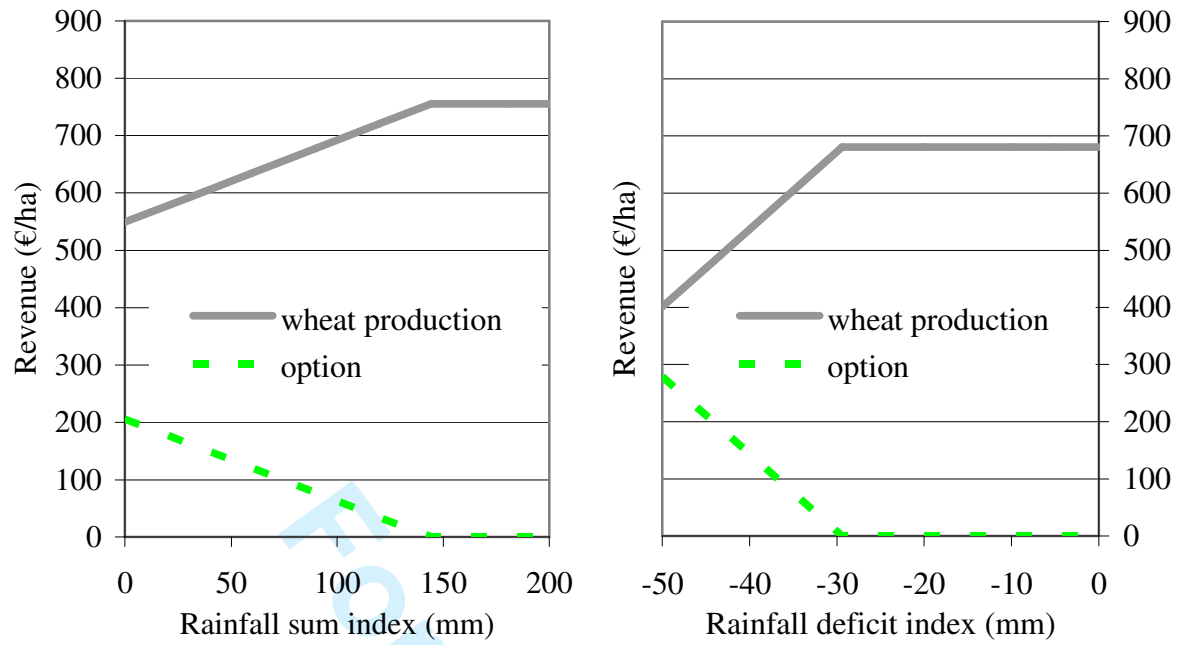 900
800
700
600
500
400
300
200
100
0
Revenue (€/ha)
wheat production
option
0 50 100 150 200
Rainfall sum index (mm)
Revenue (€/ha)
wheat production
option
-50 -40 -30 -20 -10 0
Rainfall deficit index (mm)
900
800
700
600
500
400
300
200
100
0
Fo